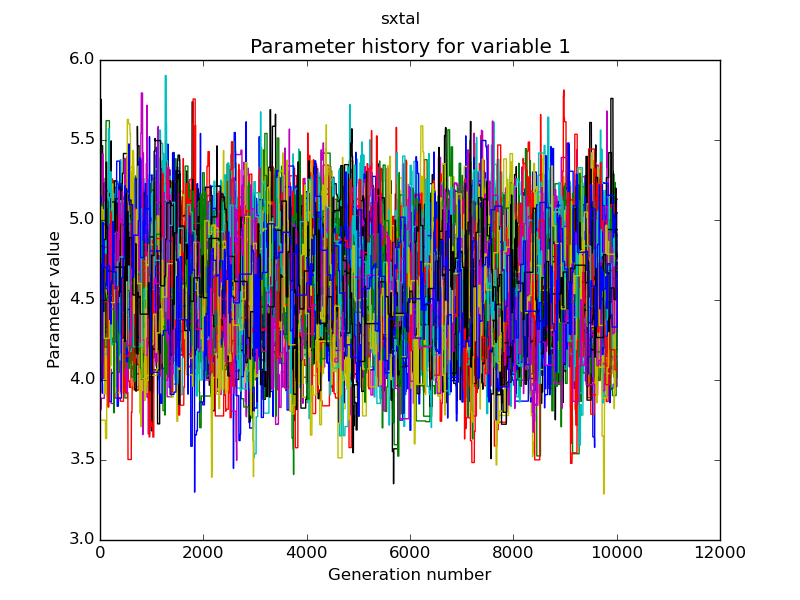 sxtal
Parameter history for variable 1
6.0
5.5
5.0
4.5
4.0
3.5
3.0
Parameter value
0 2000 4000 6000 8000 10000 12000
Generation number